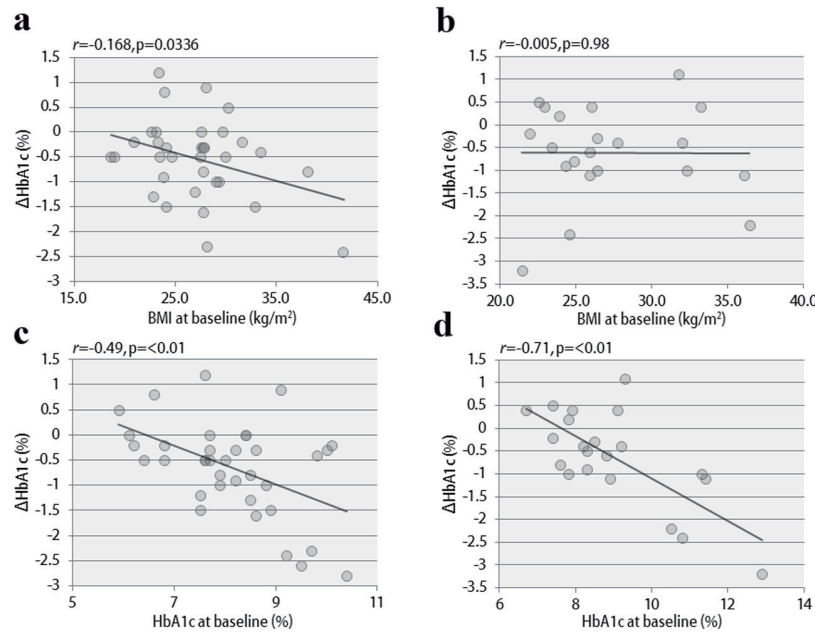 a
r=-0.168,p=0.0336
1.5
1
0.5
0
-0.5
-1
-1.5
-2
-2.5
-3
ΔHbA1c (%)
15.0 25.0 35.0 45.0
BMI at baseline (kg/m²)
b
r=-0.005,p=0.98
1.5
1
0.5
0
-0.5
-1
-1.5
-2
-2.5
-3
-3.5
ΔHbA1c (%)
20.0 25.0 30.0 35.0 40.0
BMI at baseline (kg/m²)
c
r=-0.49,p=<0.01
1.5
1
0.5
0
-0.5
-1
-1.5
-2
-2.5
-3
ΔHbA1c (%)
5 7 9 11
HbA1c at baseline (%)
d
r=-0.71,p=<0.01
1.5
1
0.5
0
-0.5
-1
-1.5
-2
-2.5
-3
-3.5
ΔHbA1c (%)
6 8 10 12 14
HbA1c at baseline (%)